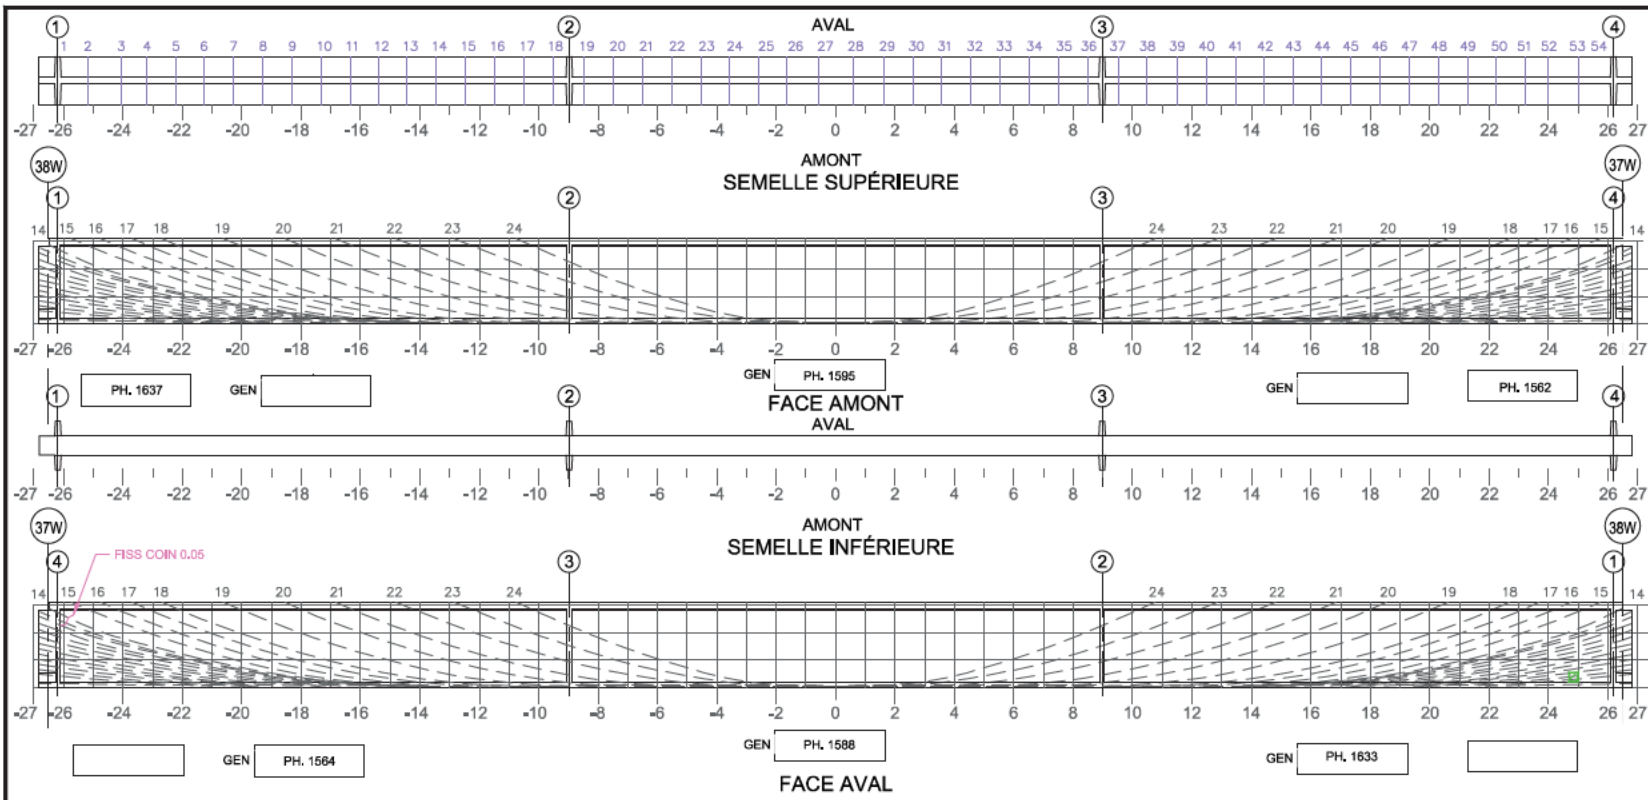 1 2 AVAL 3 4
1 2 3 4 5 6 7 8 9 10 11 12 13 14 15 16 17 18 19 20 21 22 23 24 25 26 27 28 29 30 31 32 33 34 35 36 37 38 39 40 41 42 43 44 45 46 47 48 49 50 51 52 53 54
-27 -26 -24 -22 -20 -18 -16 -14 -12 -10 -8 -6 -4 -2 0 2 4 6 8 10 12 14 16 18 20 22 24 26 27
38W AMONT 37W
SEMELLE SUPÉRIEURE
1 2 3 4
14 15 16 17 18 19 20 21 22 23 24 24 23 22 21 20 19 18 17 16 15 14
-27 -26 -24 -22 -20 -18 -16 -14 -12 -10 -8 -6 -4 -2 0 2 4 6 8 10 12 14 16 18 20 22 24 26 27
PH. 1637 GEN GEN PH. 1595 GEN PH. 1562
1 2 FACE AMONT 3 4
AVAL
-27 -26 -24 -22 -20 -18 -16 -14 -12 -10 -8 -6 -4 -2 0 2 4 6 8 10 12 14 16 18 20 22 24 26 27
37W AMONT 38W
SEMELLE INFÉRIEURE
FISS COIN 0.05
4 3 2 1
14 15 16 17 18 19 20 21 22 23 24 24 23 22 21 20 19 18 17 16 15 14
-27 -26 -24 -22 -20 -18 -16 -14 -12 -10 -8 -6 -4 -2 0 2 4 6 8 10 12 14 16 18 20 22 24 26 27
GEN PH. 1564 GEN PH. 1588 GEN PH. 1633
FACE AVAL